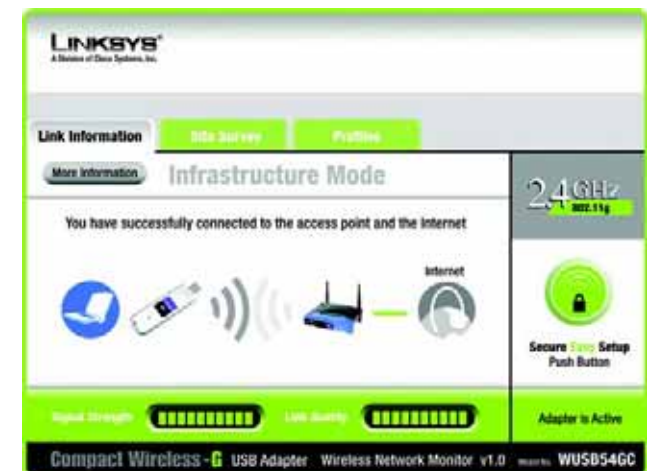 LINKSYS®
A Division of Cisco Systems, Inc.
Link Information
Site Survey
Profiles
More Information
Infrastructure Mode
2.4GHz
802.11g
You have successfully connected to the access point and the Internet
Internet
Secure Easy Setup
Push Button
Signal Strength
Link Quality
Adapter is Active
Compact Wireless-G USB Adapter Wireless Network Monitor v1.0
WUSB54GC